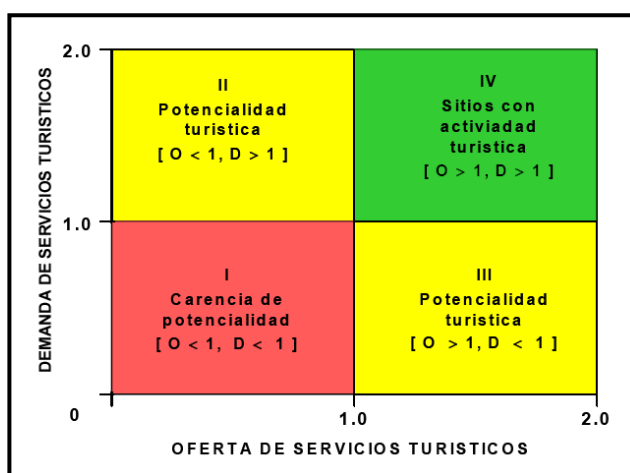 2.0
II
Potencialidad
turistica
[ O < 1, D > 1 ]
IV
Sitios con
activiadad
turistica
[ O > 1, D > 1 ]
DEMANDA DE SERVICIOS TURISTICOS
1.0
I
Carencia de
potencialidad
[ O < 1, D < 1 ]
III
Potencialidad
turistica
[ O > 1, D < 1 ]
0
1.0
2.0
OFERTA DE SERVICIOS TURISTICOS